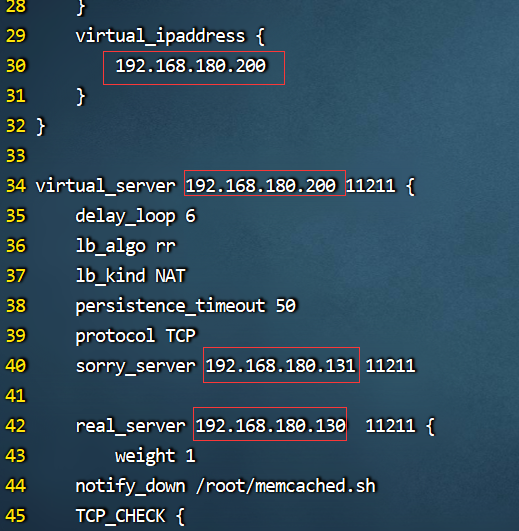 28     }
29     virtual_ipaddress {
30         192.168.180.200
31     }
32 }
33
34 virtual_server 192.168.180.200 11211 {
35     delay_loop 6
36     lb_algo rr
37     lb_kind NAT
38     persistence_timeout 50
39     protocol TCP
40     sorry_server 192.168.180.131 11211
41
42     real_server 192.168.180.130  11211 {
43         weight 1
44     notify_down /root/memcached.sh
45     TCP_CHECK {